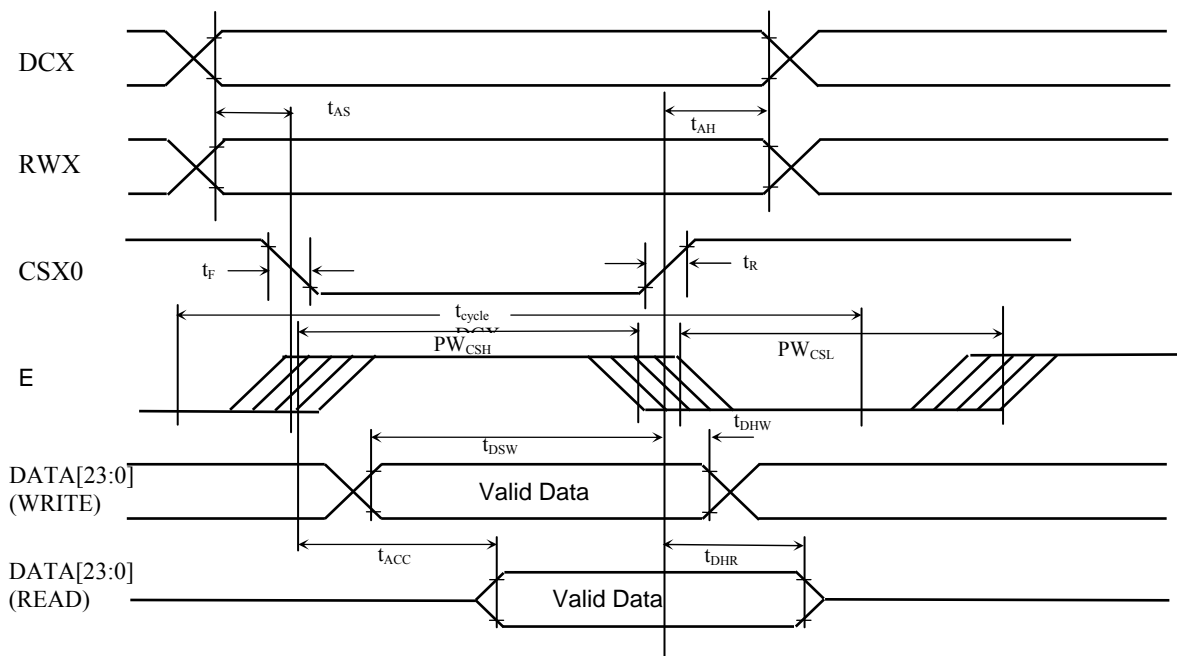 DCX
tAS
tAH
RWX
CSX0
tF
tR
tcycle
PWCSH
PWCSL
E
tDHW
tDSW
DATA[23:0]
(WRITE)
Valid Data
tACC
tDHR
DATA[23:0]
(READ)
Valid Data